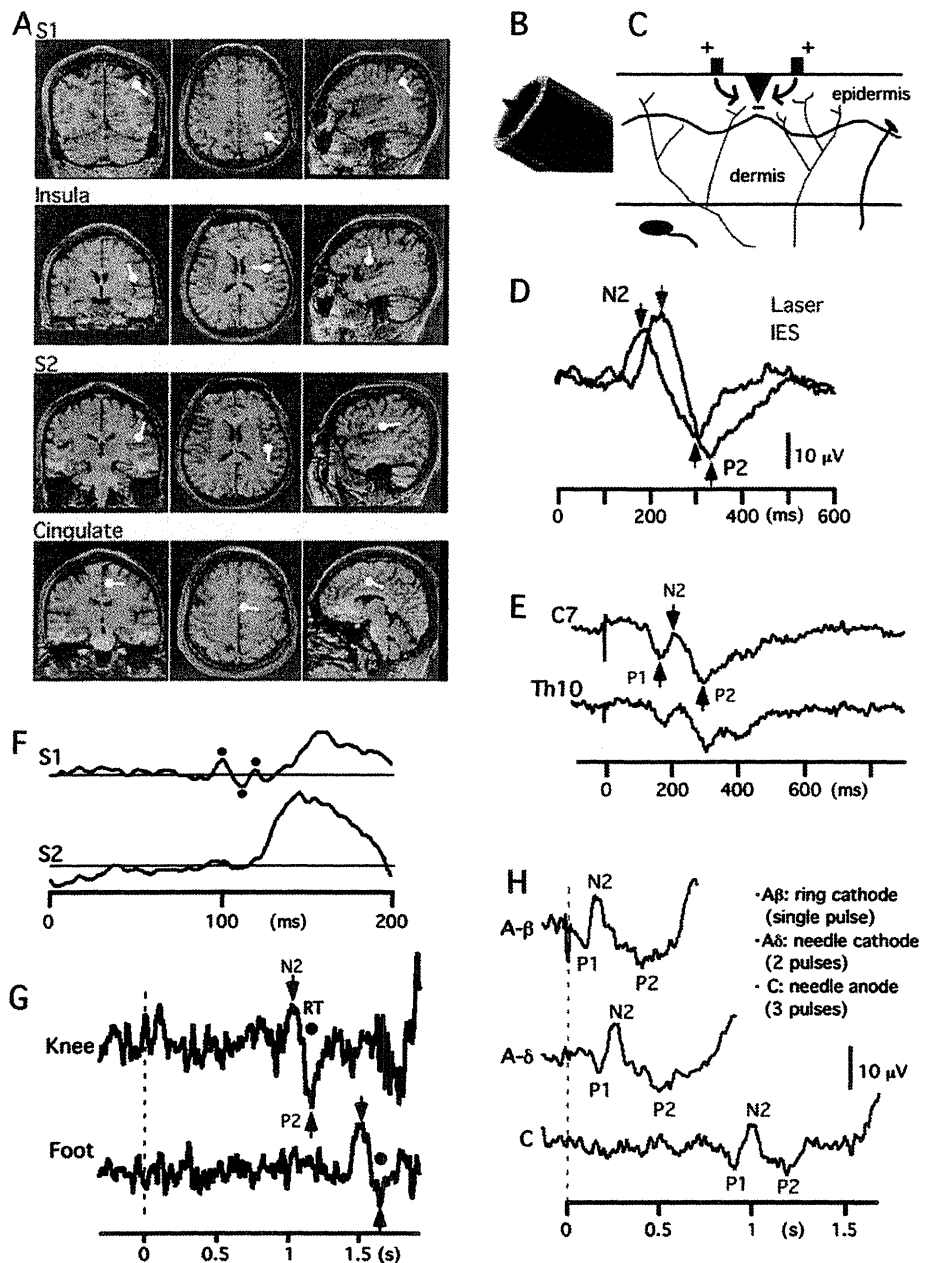 A
S1
Insula
S2
Cingulate
B
C
+ +
−
epidermis
dermis
D
N2
Laser
IES
P2
10 μV
0 200 400 (ms) 600
E
C7
N2
P1
P2
Th10
0 200 400 600 (ms)
F
S1
S2
0 100 (ms) 200
G
N2
RT
Knee
P2
Foot
0 0.5 1 1.5 (s)
H
N2
A-β
P1
P2
•Aβ: ring cathode
(single pulse)
•Aδ: needle cathode
(2 pulses)
• C: needle anode
(3 pulses)
N2
A-δ
P1
P2
10 μV
N2
C
P1
P2
0 0.5 1 (s) 1.5